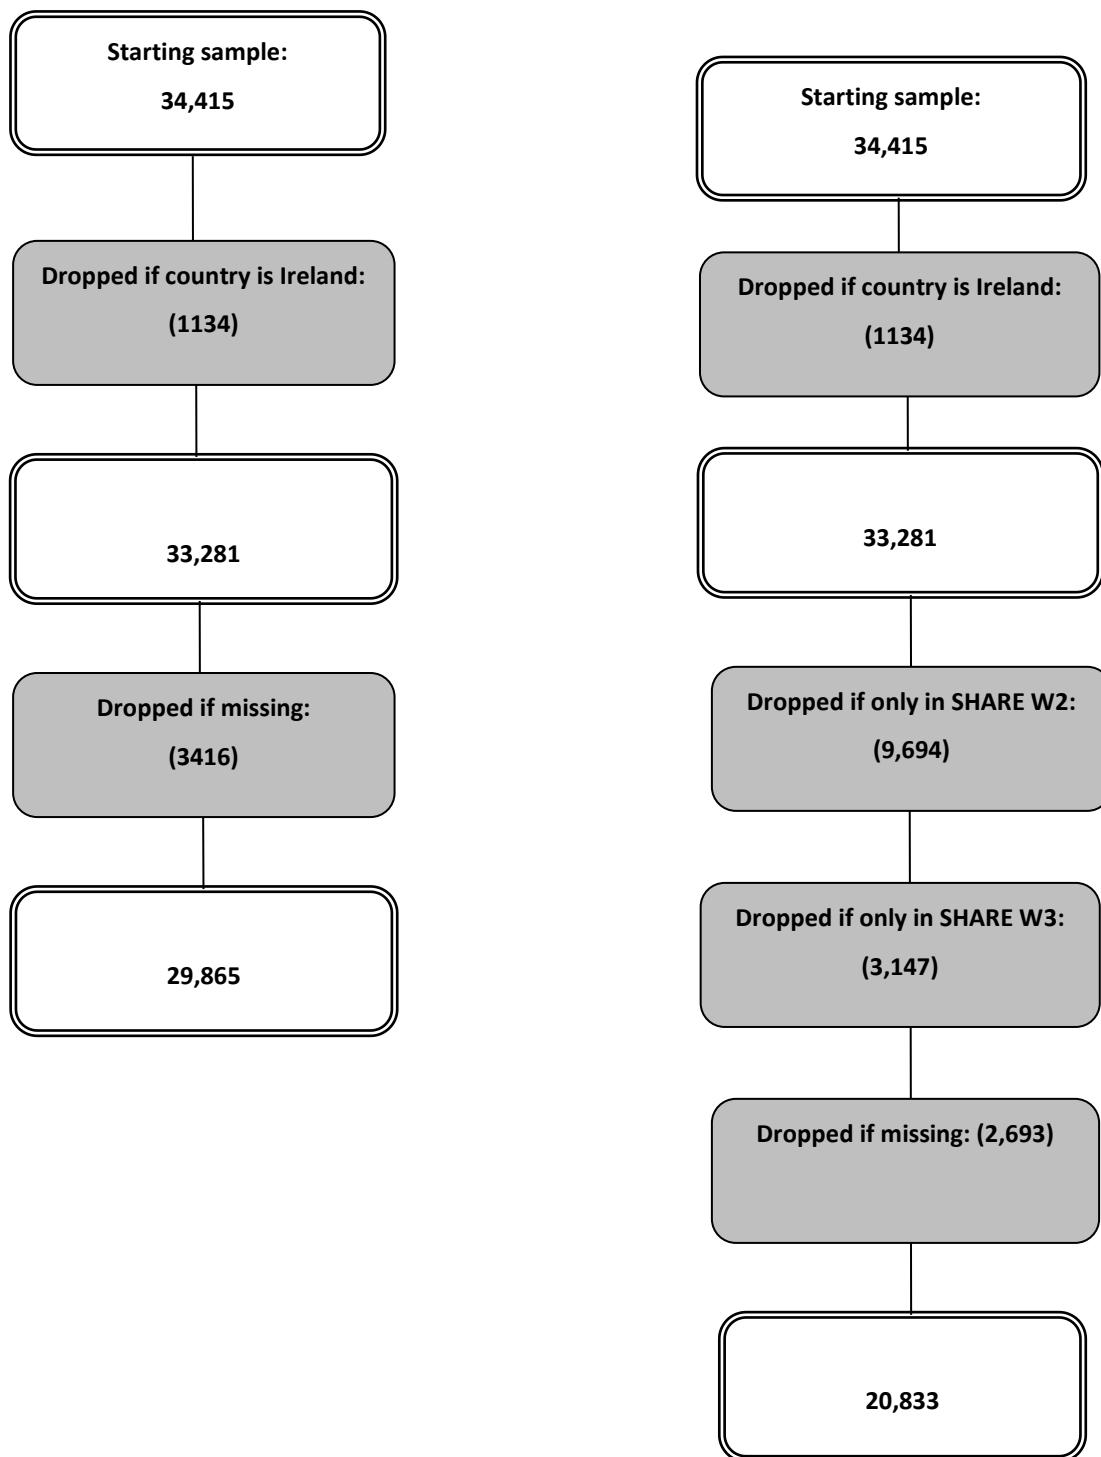 Starting sample:
34,415
Dropped if country is Ireland:
(1134)
33,281
Dropped if missing:
(3416)
29,865
Starting sample:
34,415
Dropped if country is Ireland:
(1134)
33,281
Dropped if only in SHARE W2:
(9,694)
Dropped if only in SHARE W3:
(3,147)
Dropped if missing: (2,693)
20,833